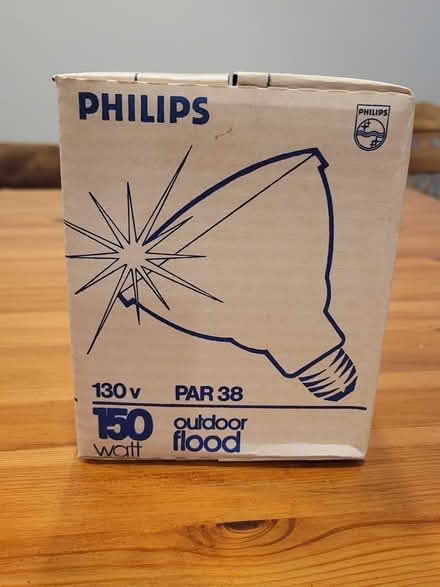 PHILIPS
PHILIPS
130 v PAR 38
150 watt
outdoor flood